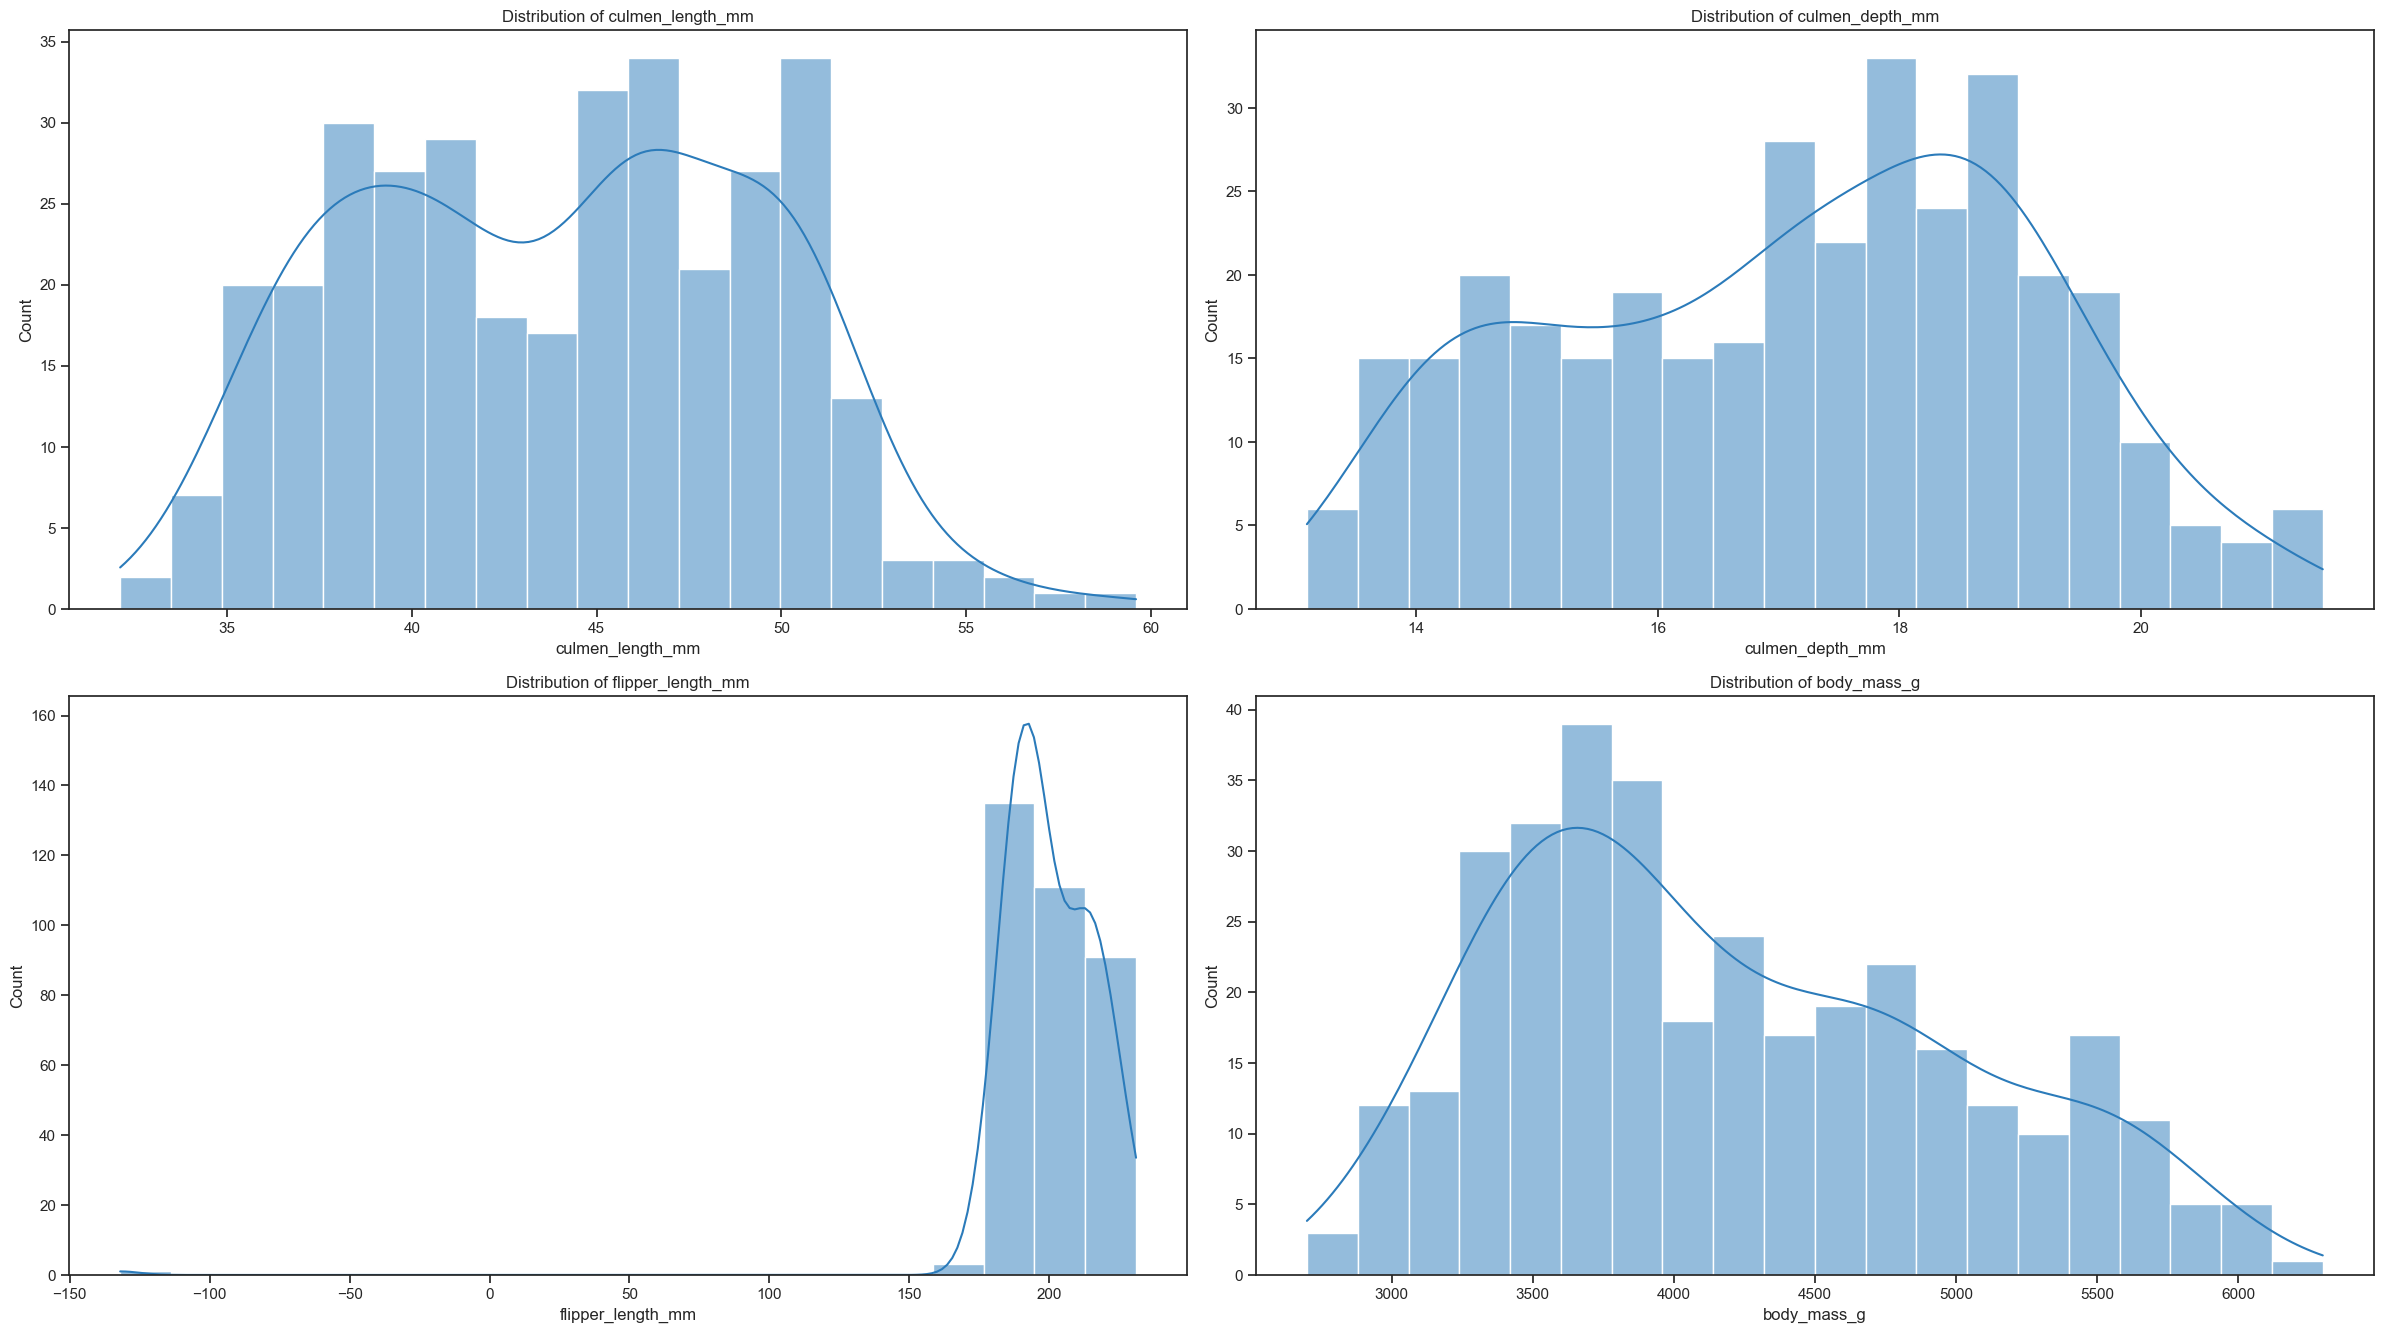 Distribution of culmen_length_mm
35
30
25
20
15
10
5
0
Count
35 40 45 50 55 60
culmen_length_mm
Distribution of culmen_depth_mm
30
25
20
15
10
5
0
Count
14 16 18 20
culmen_depth_mm
Distribution of flipper_length_mm
160
140
120
100
80
60
40
20
0
Count
−150 −100 −50 0 50 100 150 200
flipper_length_mm
Distribution of body_mass_g
40
35
30
25
20
15
10
5
0
Count
3000 3500 4000 4500 5000 5500 6000
body_mass_g